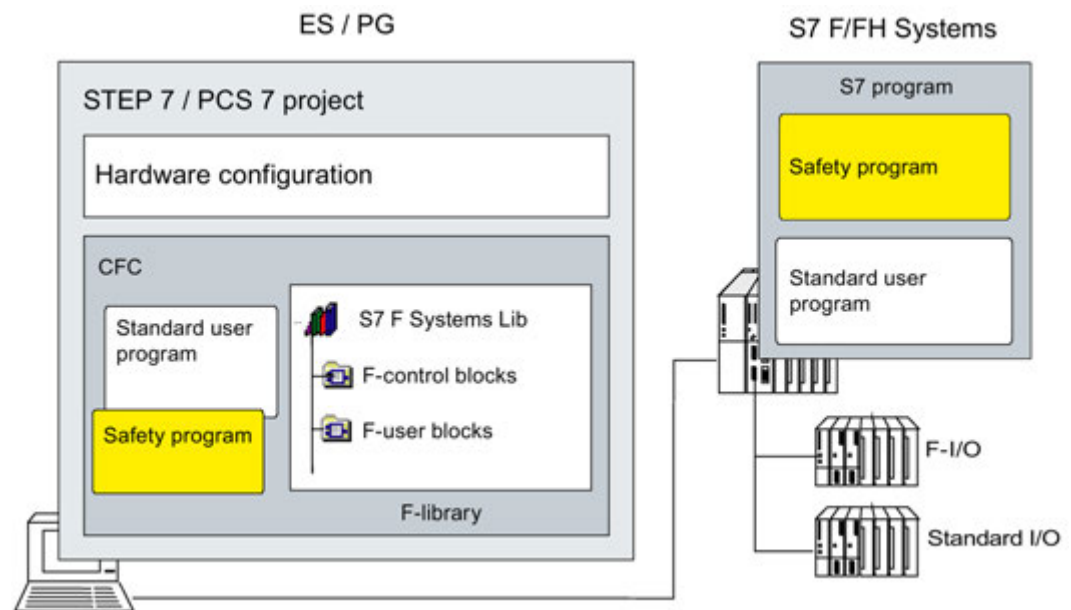 ES / PG
STEP 7 / PCS 7 project
Hardware configuration
CFC
Standard user
program
Safety program
S7 F Systems Lib
F-control blocks
F-user blocks
F-library
S7 F/FH Systems
S7 program
Safety program
Standard user
program
F-I/O
Standard I/O